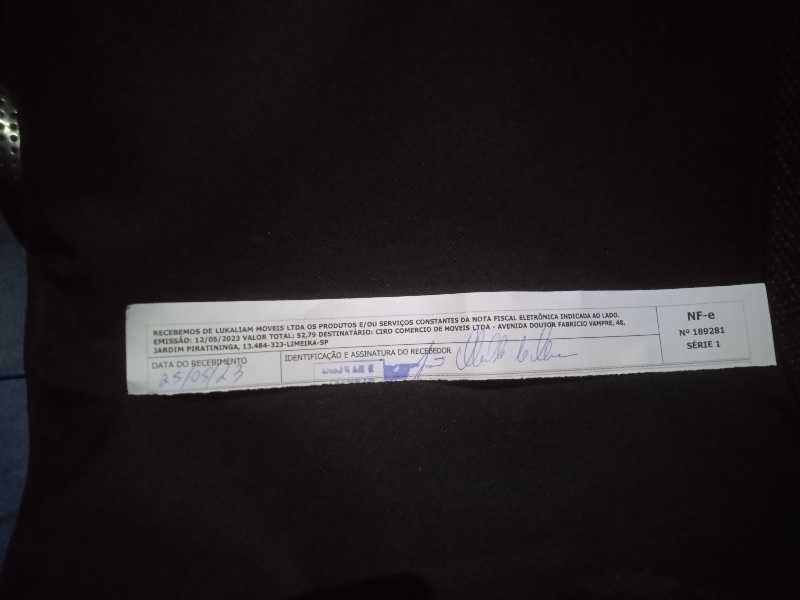 RECEBEMOS DE LUKALIAM MOVEIS LTDA OS PRODUTOS E/OU SERVIÇOS CONSTANTES DA NOTA FISCAL ELETRÔNICA INDICADA AO LADO.
EMISSÃO: 12/05/2023 VALOR TOTAL: 52,79 DESTINATÁRIO: CIRO COMERCIO DE MOVEIS LTDA - AVENIDA DOUTOR FABRICIO VAMPRÉ, 48,
JARDIM PIRATININGA, 13.484-323-LIMEIRA-SP
DATA DO RECEBIMENTO
25/05/23
IDENTIFICAÇÃO E ASSINATURA DO RECEBEDOR
NF-e
Nº 189281
SÉRIE 1